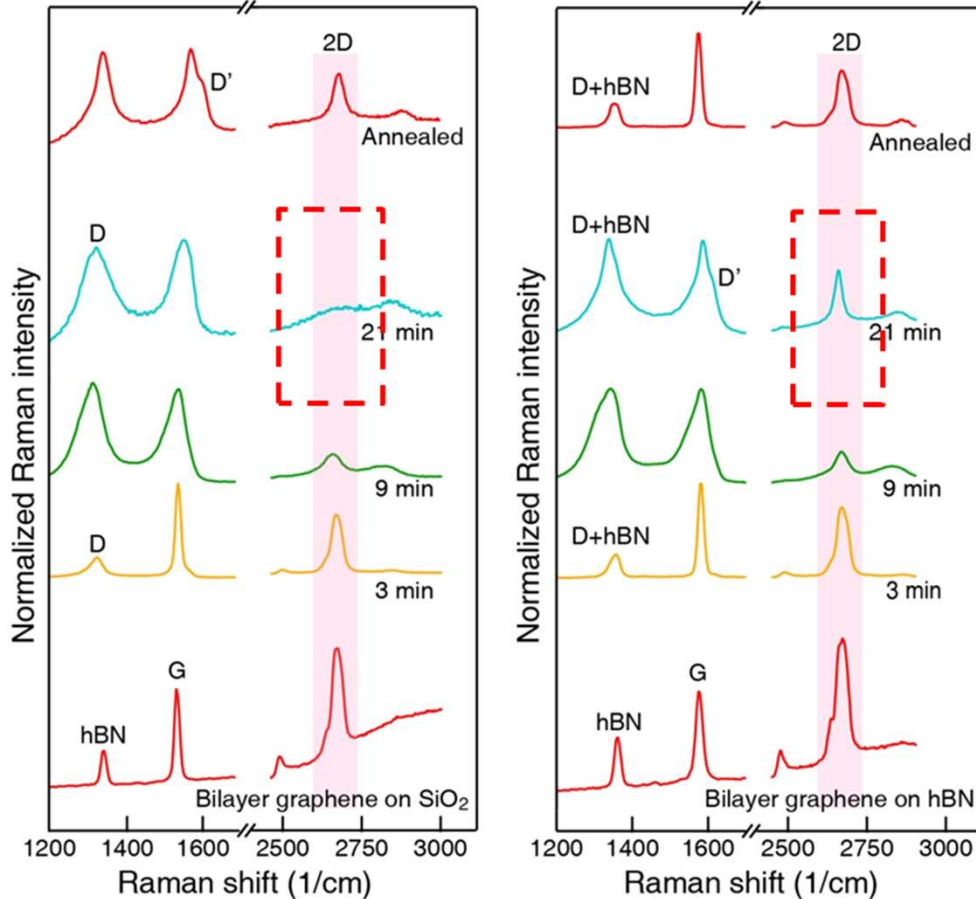 Normalized Raman intensity
2D
D'
Annealed
D
21 min
9 min
D
3 min
G
hBN
Bilayer graphene on SiO₂
1200 1400 1600 2500 2750 3000
Raman shift (1/cm)
Normalized Raman intensity
2D
D+hBN
Annealed
D+hBN
D'
21 min
9 min
D+hBN
3 min
G
hBN
Bilayer graphene on hBN
1200 1400 1600 2500 2750 3000
Raman shift (1/cm)